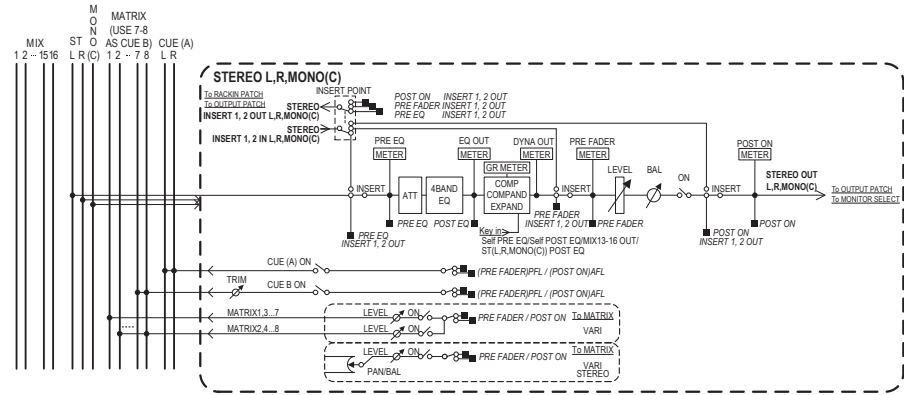 MIX
1 2 ··· 15 16
ST
L R
MONO
(C)
MATRIX
(USE 7-8
AS CUE B)
1 2 ··· 7 8
CUE (A)
L R
STEREO L,R,MONO(C)
To RACKIN PATCH
To OUTPUT PATCH
INSERT POINT
STEREO
INSERT 1, 2 OUT L,R,MONO(C)
STEREO
INSERT 1, 2 IN L,R,MONO(C)
POST ON INSERT 1, 2 OUT
PRE FADER INSERT 1, 2 OUT
PRE EQ INSERT 1, 2 OUT
PRE EQ
METER
EQ OUT
METER
DYNA OUT
METER
PRE FADER
METER
POST ON
METER
GR METER
LEVEL
BAL
ON
INSERT
ATT
4BAND
EQ
COMP
COMPAND
EXPAND
INSERT
INSERT
STEREO OUT
L,R,MONO(C)
To OUTPUT PATCH
To MONITOR SELECT
PRE EQ
INSERT 1, 2 OUT
PRE EQ
POST EQ
Key in
Self PRE EQ/Self POST EQ/MIX13-16 OUT/
ST(L,R,MONO(C)) POST EQ
PRE FADER
INSERT 1, 2 OUT
PRE FADER
POST ON
INSERT 1, 2 OUT
POST ON
CUE (A) ON
(PRE FADER)PFL / (POST ON)AFL
TRIM
CUE B ON
(PRE FADER)PFL / (POST ON)AFL
MATRIX1,3...7
LEVEL
ON
PRE FADER / POST ON
To MATRIX
VARI
MATRIX2,4...8
LEVEL
ON
LEVEL
ON
PAN/BAL
PRE FADER / POST ON
To MATRIX
VARI
STEREO